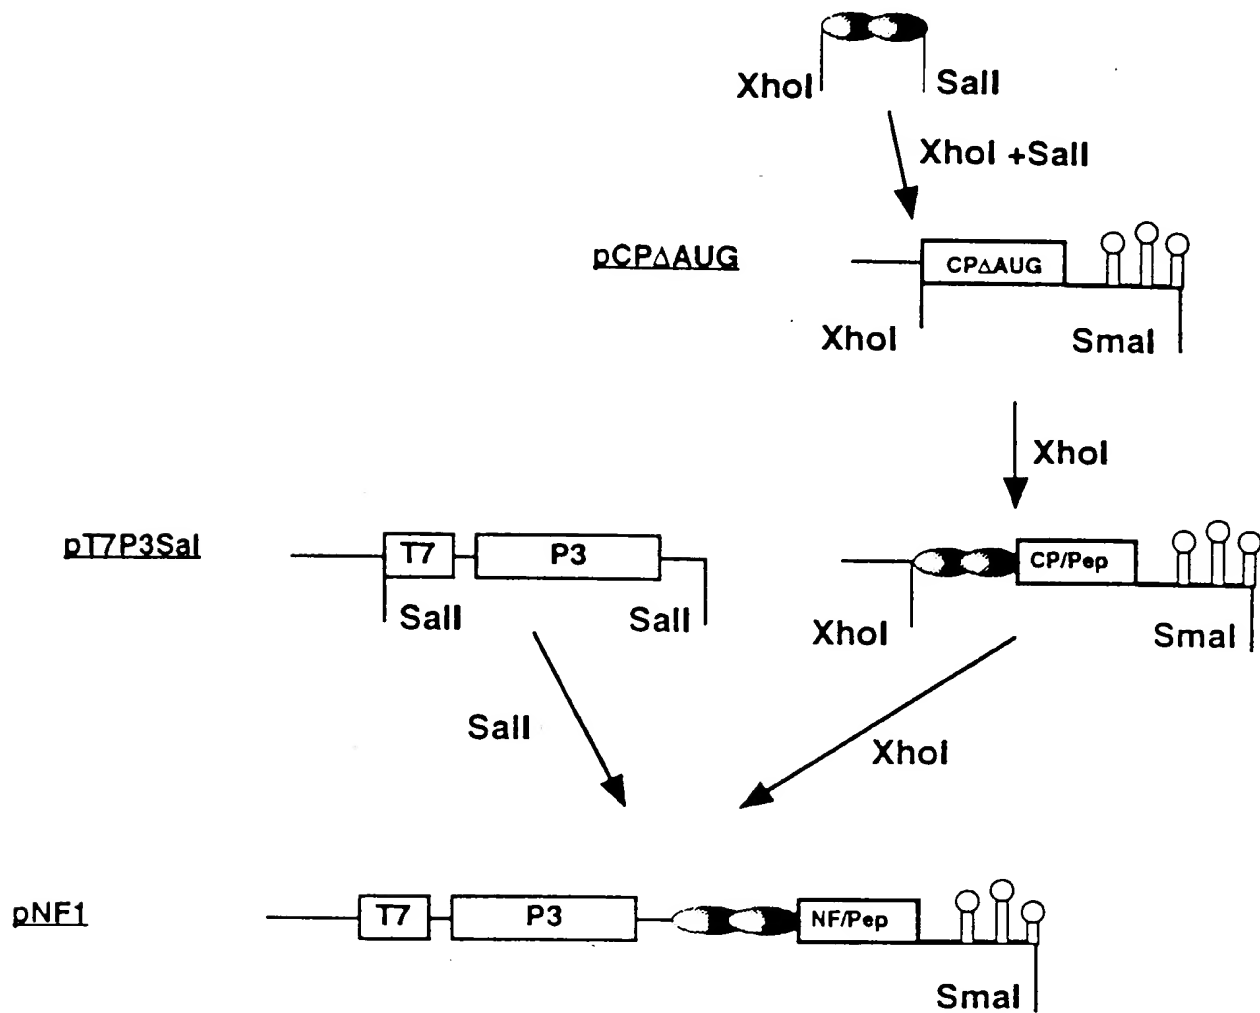 XhoI SalI
XhoI +SalI
pCPΔAUG CPΔAUG
XhoI SmaI
XhoI
pT7P3Sal T7 P3 CP/Pep
SalI SalI XhoI SmaI
SalI XhoI
pNF1 T7 P3 NF/Pep
SmaI